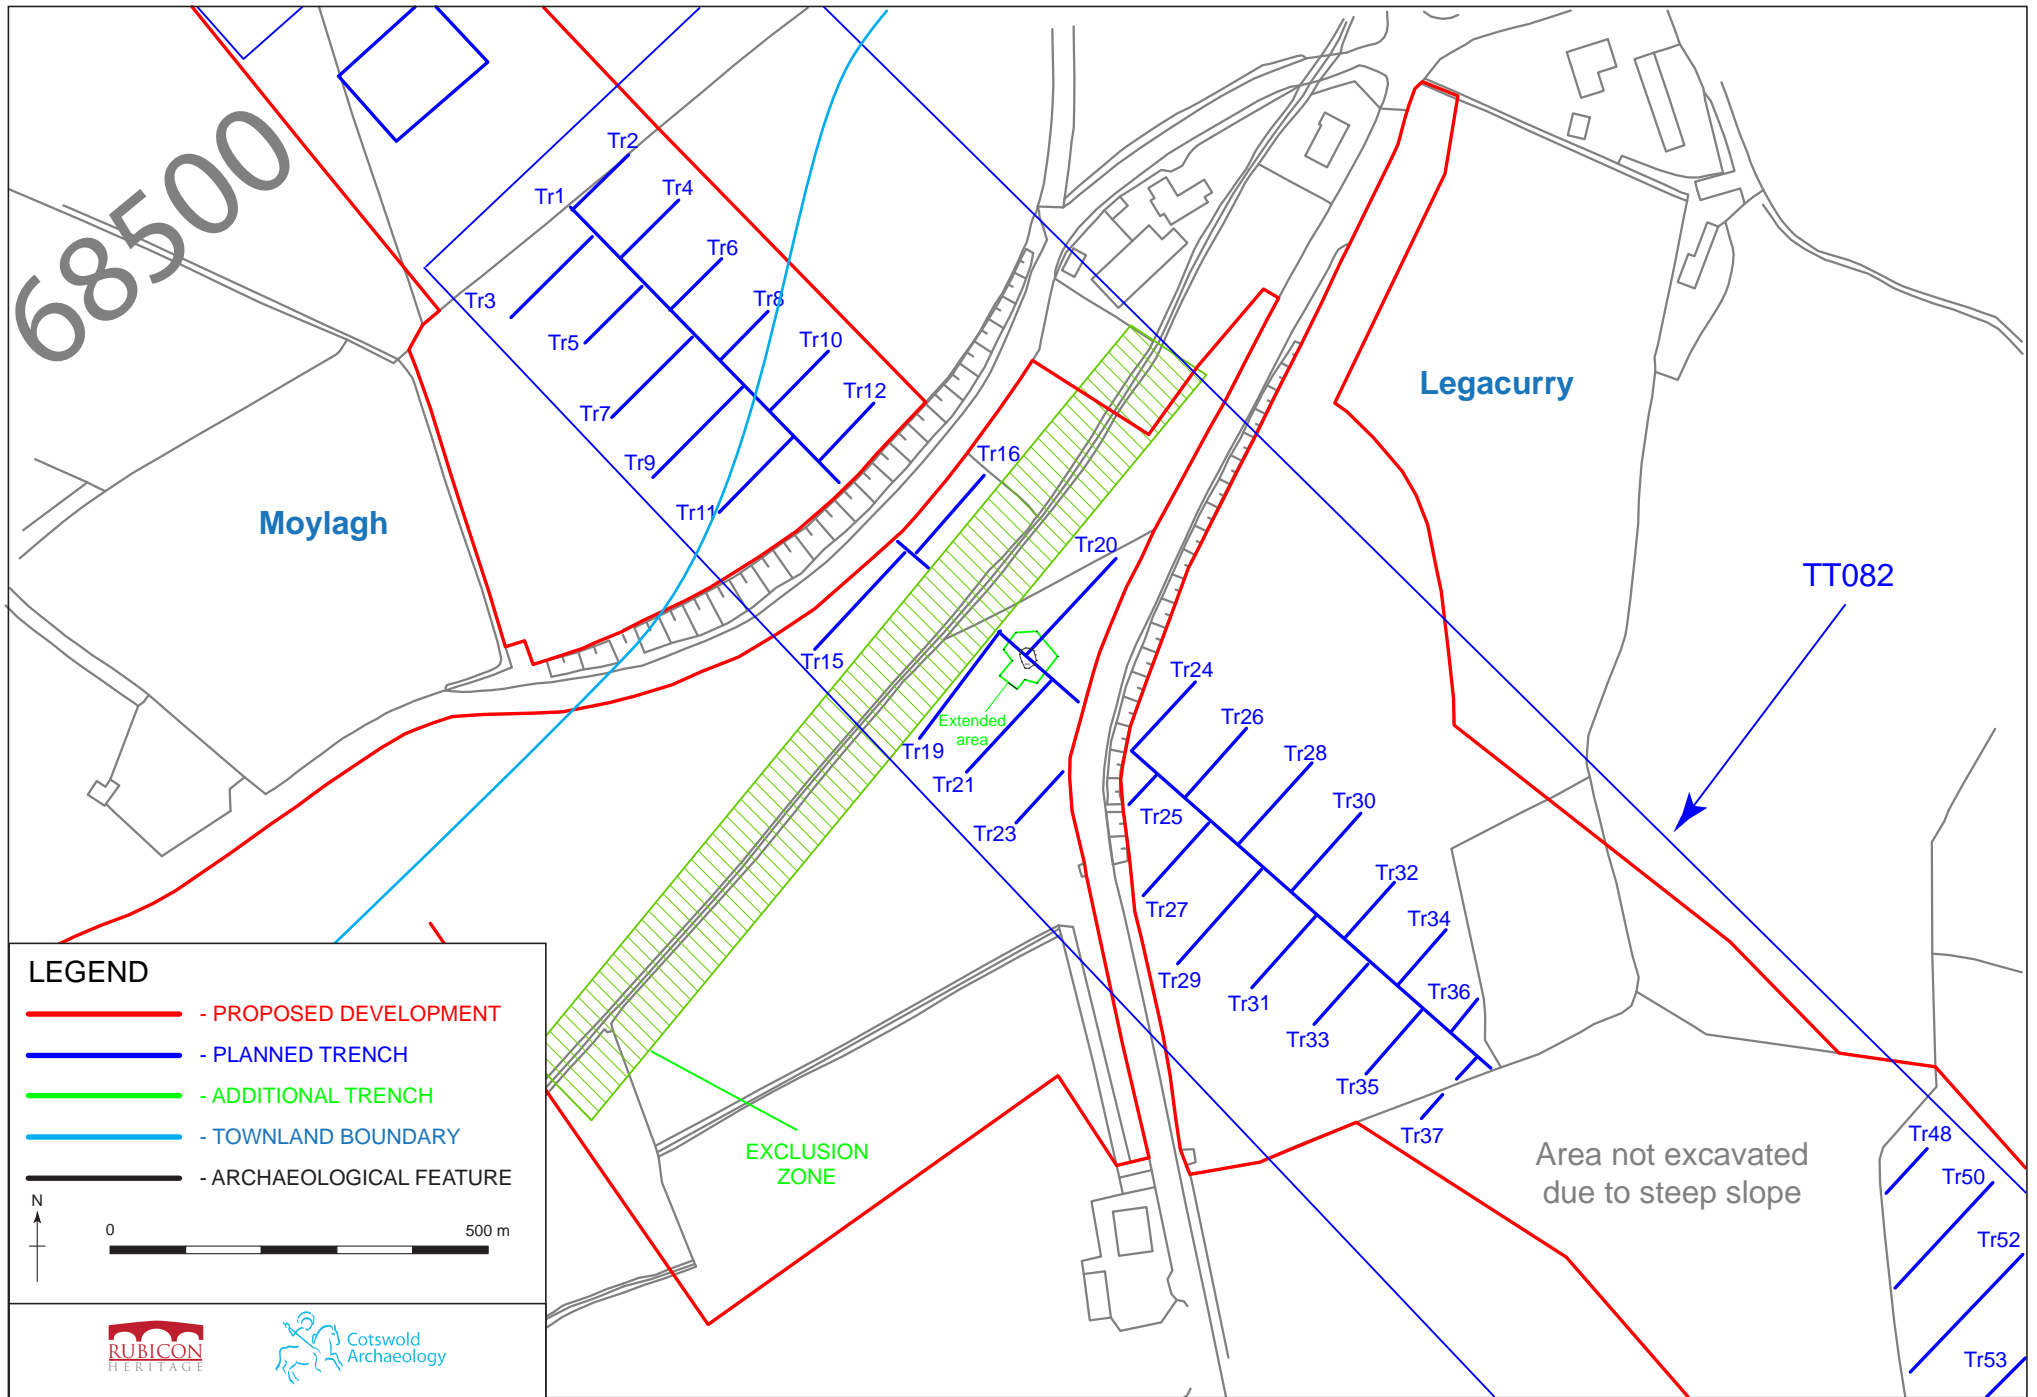 68500
Tr2
Tr1
Tr4
Tr6
Tr3
Tr8
Tr5
Tr10
Legacurry
Tr12
Tr7
Tr16
Tr9
Tr11
Moylagh
Tr20
TT082
Tr15
Tr24
Tr26
Extended
area
Tr19
Tr28
Tr21
Tr30
Tr25
Tr23
Tr32
Tr27
Tr34
Tr29
Tr36
Tr31
Tr33
Tr35
Tr37
Tr48
Area not excavated
due to steep slope
Tr50
Tr52
Tr53
EXCLUSION
ZONE
LEGEND
- PROPOSED DEVELOPMENT
- PLANNED TRENCH
- ADDITIONAL TRENCH
- TOWNLAND BOUNDARY
- ARCHAEOLOGICAL FEATURE
N
0 500 m
RUBICON
HERITAGE
Cotswold
Archaeology